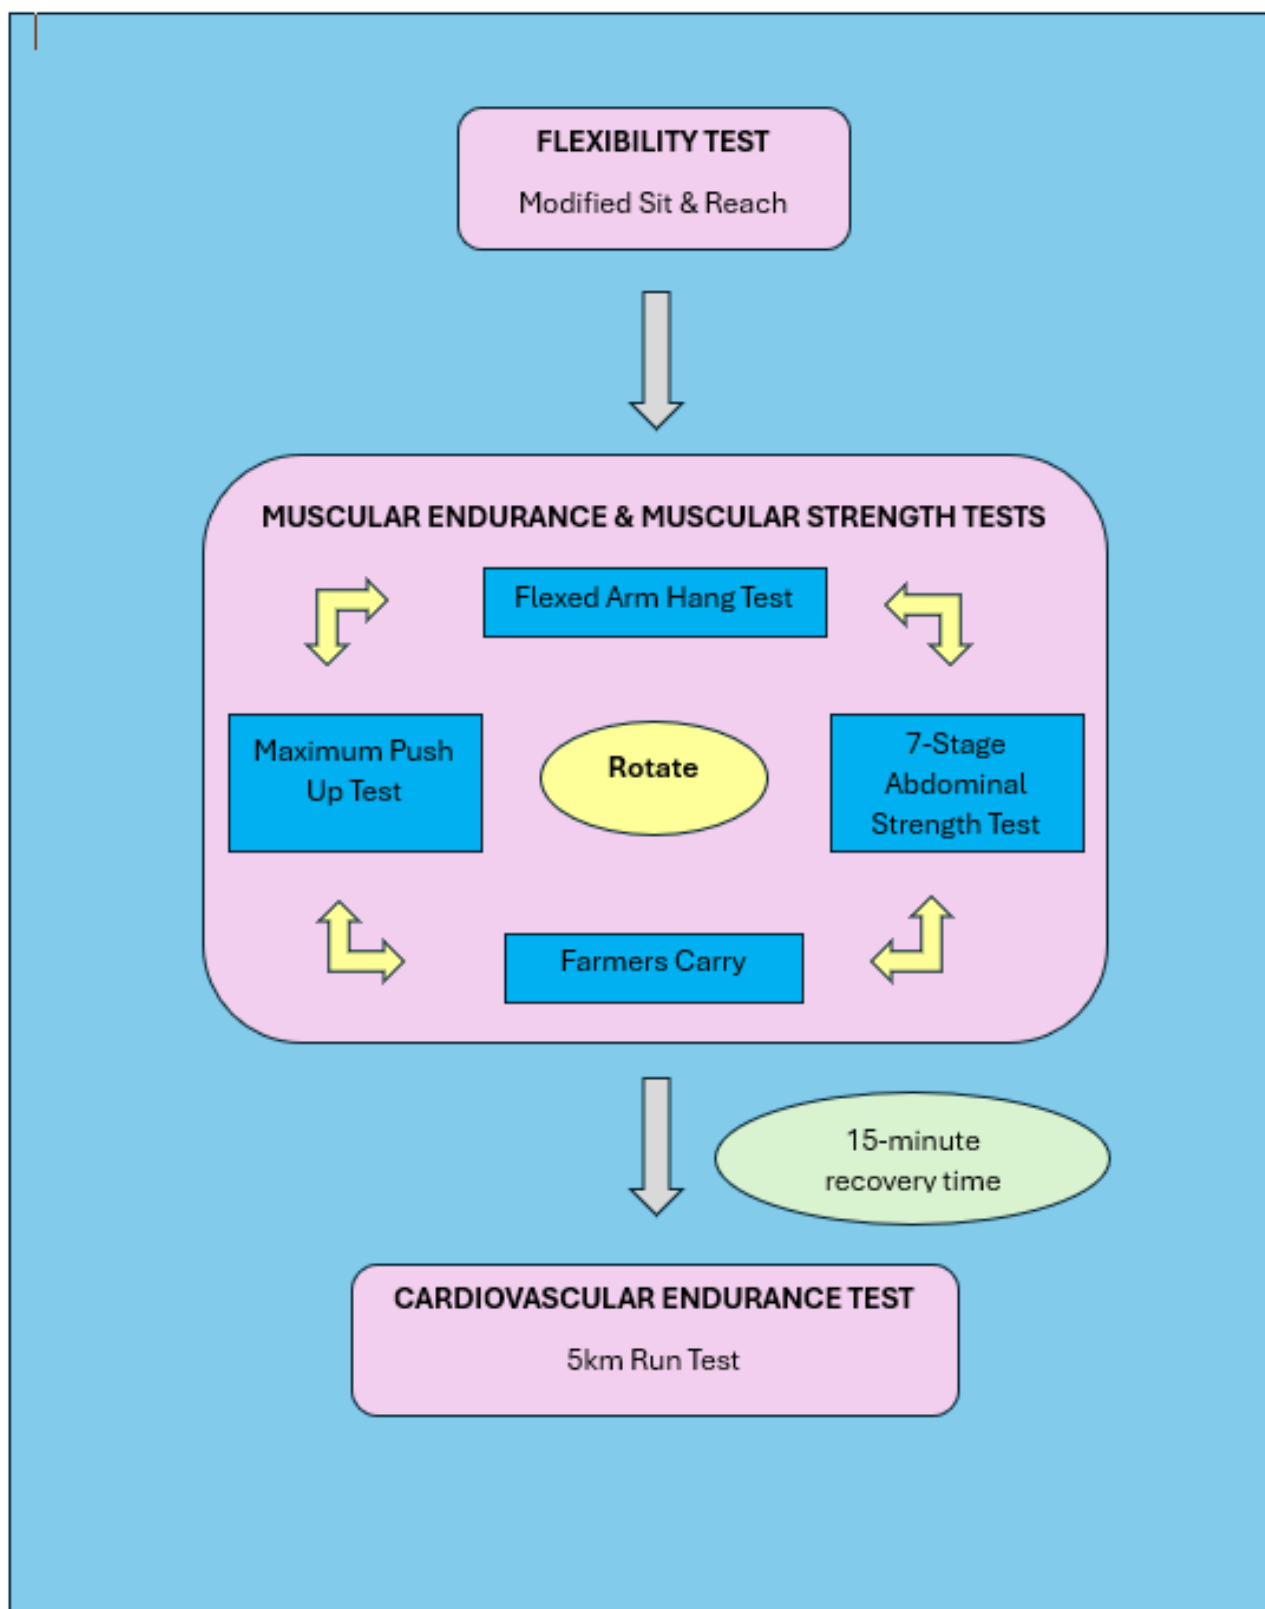 FLEXIBILITY TEST
Modified Sit & Reach
MUSCULAR ENDURANCE & MUSCULAR STRENGTH TESTS
Flexed Arm Hang Test
Maximum Push
Up Test
Rotate
7-Stage
Abdominal
Strength Test
Farmers Carry
15-minute
recovery time
CARDIOVASCULAR ENDURANCE TEST
5km Run Test